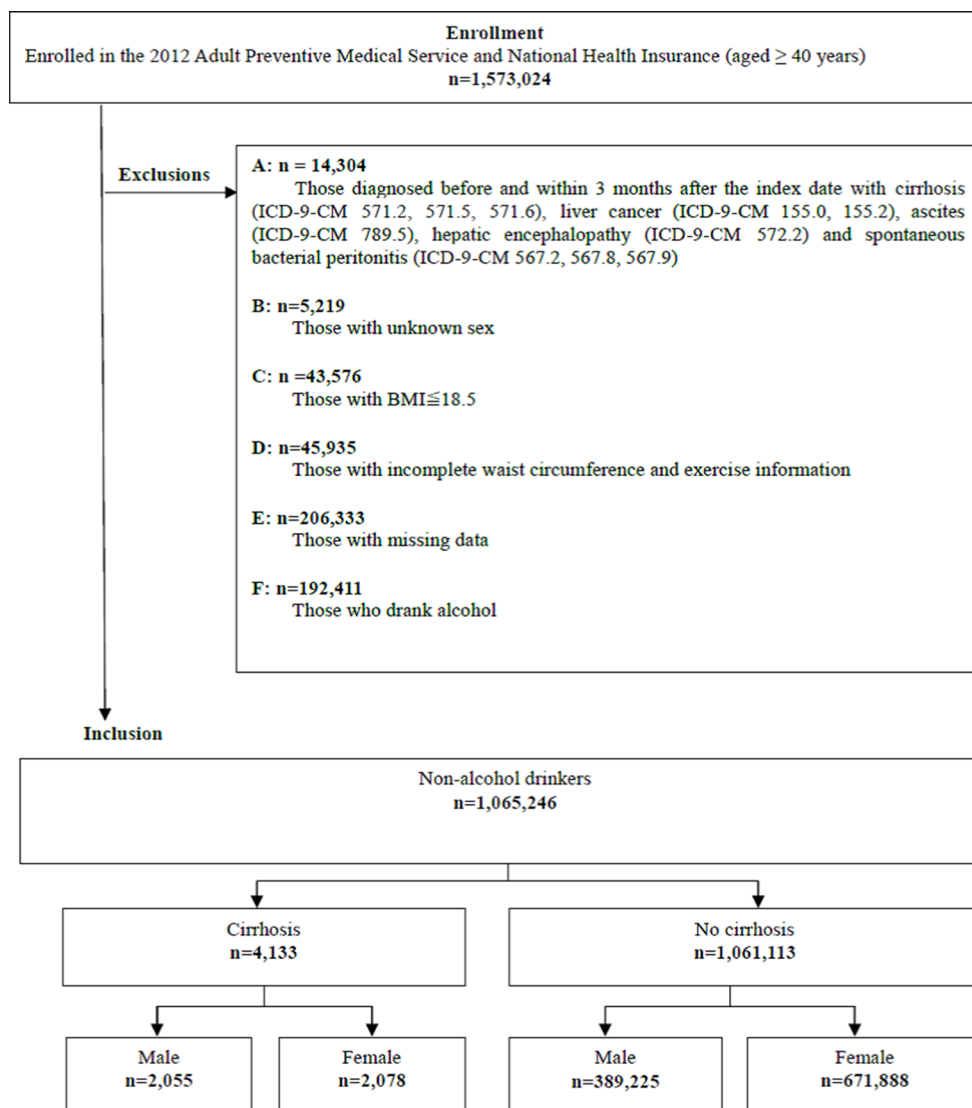 Enrollment
Enrolled in the 2012 Adult Preventive Medical Service and National Health Insurance (aged ≥ 40 years)
n=1,573,024
Exclusions
A: n = 14,304
Those diagnosed before and within 3 months after the index date with cirrhosis
(ICD-9-CM 571.2, 571.5, 571.6), liver cancer (ICD-9-CM 155.0, 155.2), ascites
(ICD-9-CM 789.5), hepatic encephalopathy (ICD-9-CM 572.2) and spontaneous
bacterial peritonitis (ICD-9-CM 567.2, 567.8, 567.9)
B: n=5,219
Those with unknown sex
C: n =43,576
Those with BMI≦18.5
D: n=45,935
Those with incomplete waist circumference and exercise information
E: n=206,333
Those with missing data
F: n=192,411
Those who drank alcohol
Inclusion
Non-alcohol drinkers
n=1,065,246
Cirrhosis
n=4,133
No cirrhosis
n=1,061,113
Male
n=2,055
Female
n=2,078
Male
n=389,225
Female
n=671,888